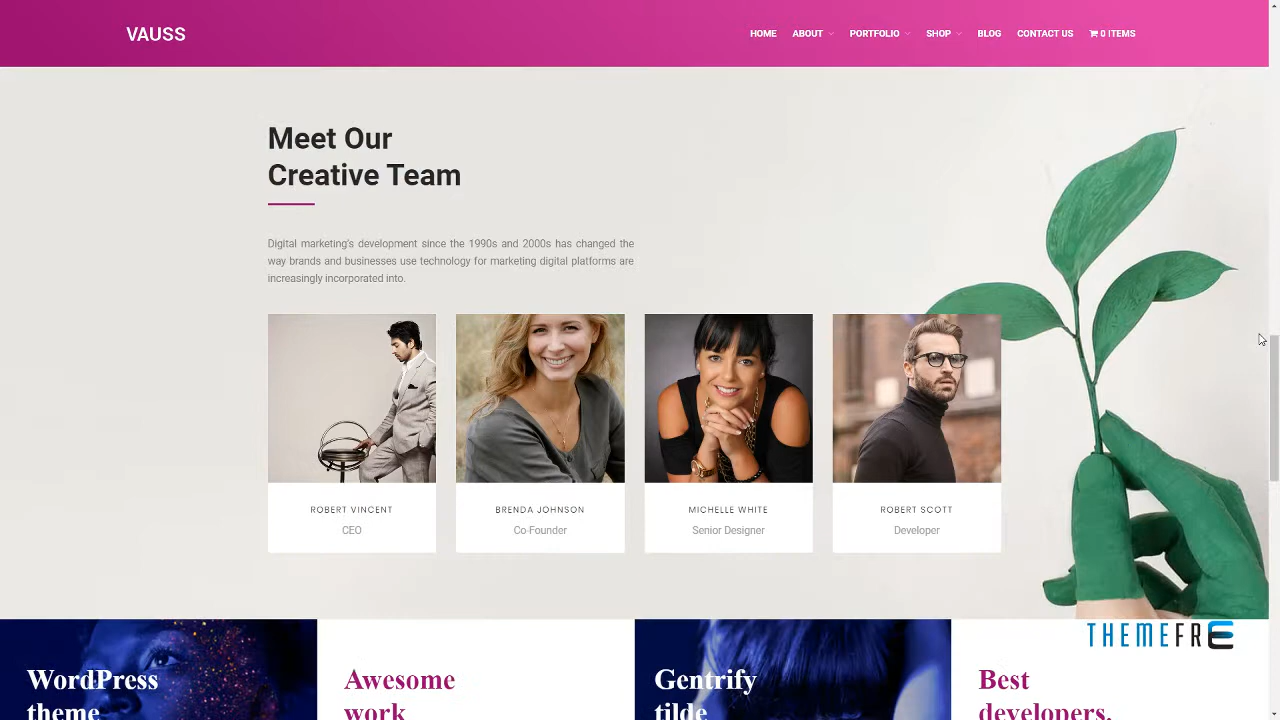 VAUSS
HOME ABOUT PORTFOLIO SHOP BLOG CONTACT US 0 ITEMS
Meet Our
Creative Team
Digital marketing's development since the 1990s and 2000s has changed the
way brands and businesses use technology for marketing digital platforms are
increasingly incorporated into.
ROBERT VINCENT
CEO
BRENDA JOHNSON
Co-Founder
MICHELLE WHITE
Senior Designer
ROBERT SCOTT
Developer
THEMEFRE
WordPress
theme
Awesome
work
Gentrify
tilde
Best
developers.